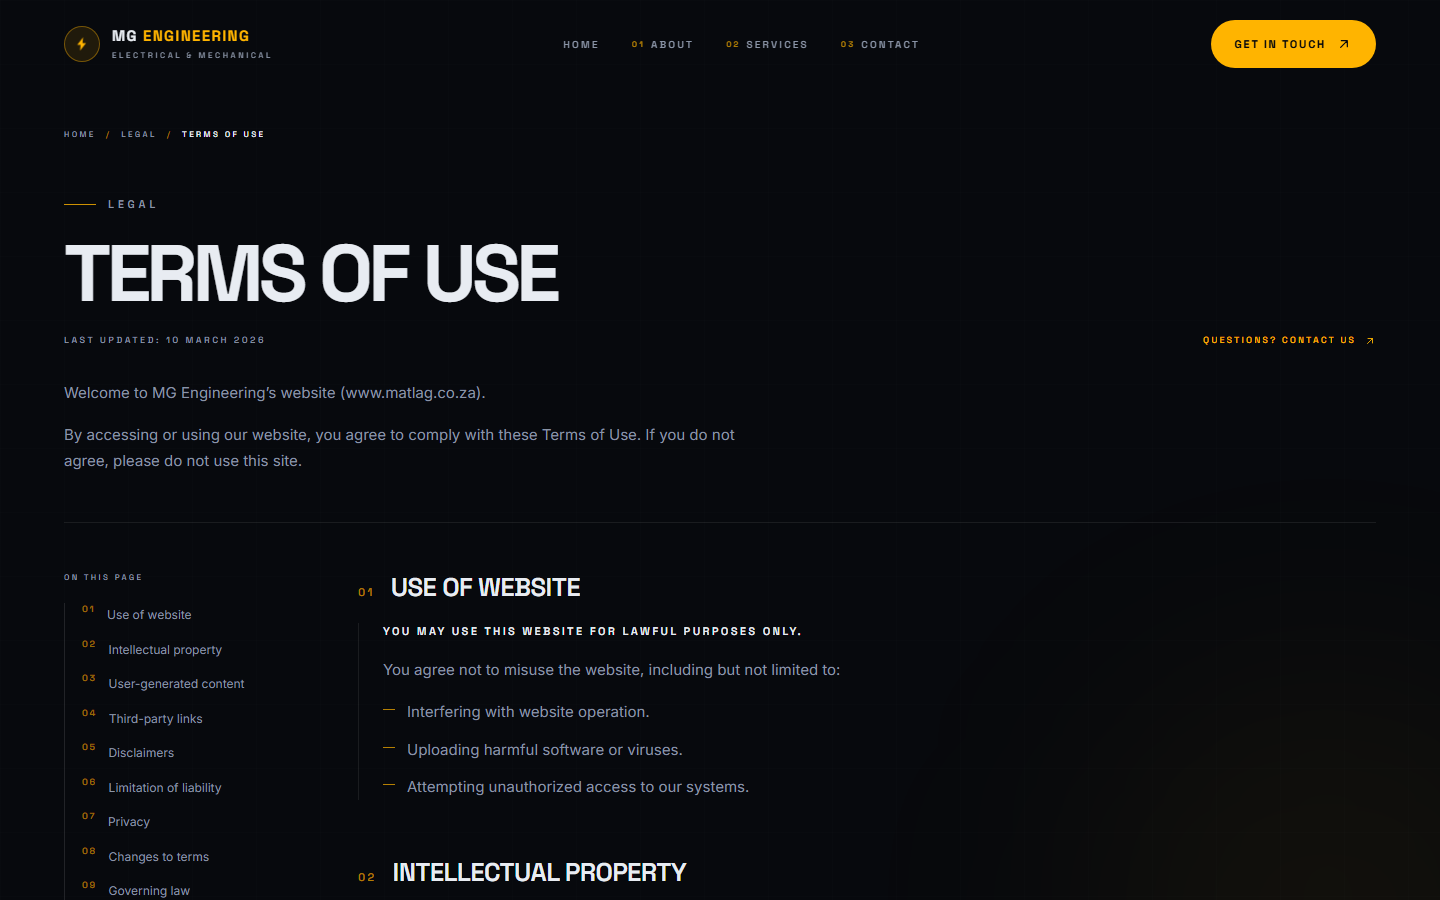 MG ENGINEERING
ELECTRICAL & MECHANICAL
HOME
01 ABOUT
02 SERVICES
03 CONTACT
GET IN TOUCH
HOME / LEGAL / TERMS OF USE
LEGAL
TERMS OF USE
LAST UPDATED: 10 MARCH 2026
QUESTIONS? CONTACT US
Welcome to MG Engineering’s website (www.matlag.co.za).
By accessing or using our website, you agree to comply with these Terms of Use. If you do not
agree, please do not use this site.
ON THIS PAGE
01 Use of website
02 Intellectual property
03 User-generated content
04 Third-party links
05 Disclaimers
06 Limitation of liability
07 Privacy
08 Changes to terms
09 Governing law
01 USE OF WEBSITE
YOU MAY USE THIS WEBSITE FOR LAWFUL PURPOSES ONLY.
You agree not to misuse the website, including but not limited to:
— Interfering with website operation.
— Uploading harmful software or viruses.
— Attempting unauthorized access to our systems.
02 INTELLECTUAL PROPERTY